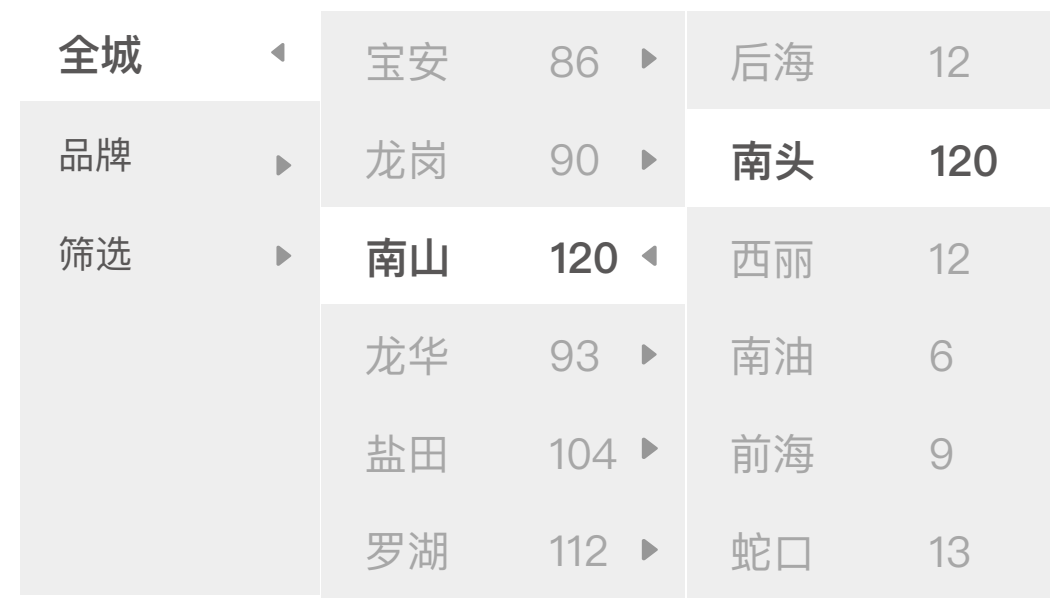 全城
品牌
筛选
宝安 86
龙岗 90
南山 120
龙华 93
盐田 104
罗湖 112
后海 12
南头 120
西丽 12
南油 6
前海 9
蛇口 13